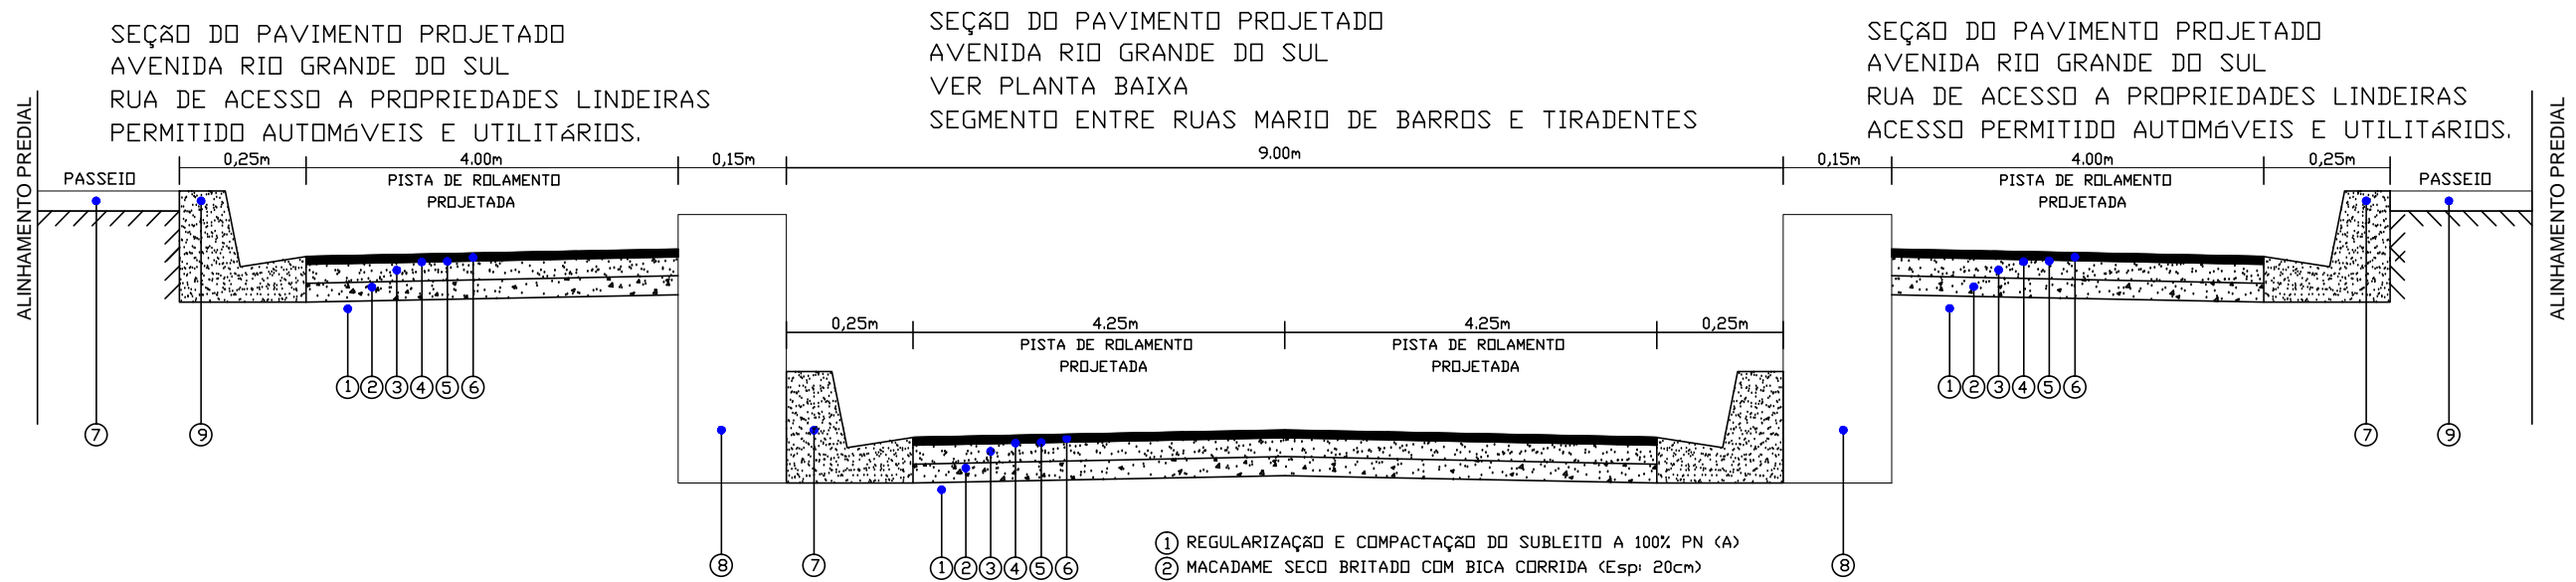 SEÇÃO DO PAVIMENTO PROJETADO
AVENIDA RIO GRANDE DO SUL
RUA DE ACESSO A PROPRIEDADES LINDEIRAS
PERMITIDO AUTOMóVEIS E UTILITáRIOS.
SEÇÃO DO PAVIMENTO PROJETADO
AVENIDA RIO GRANDE DO SUL
VER PLANTA BAIXA
SEGMENTO ENTRE RUAS MARIO DE BARROS E TIRADENTES
SEÇÃO DO PAVIMENTO PROJETADO
AVENIDA RIO GRANDE DO SUL
RUA DE ACESSO A PROPRIEDADES LINDEIRAS
ACESSO PERMITIDO AUTOMóVEIS E UTILITáRIOS.
ALINHAMENTO PREDIAL
0,25m 4.00m 0,15m 9.00m 0,15m 4.00m 0,25m
PASSEIO
PISTA DE ROLAMENTO
PROJETADA
PISTA DE ROLAMENTO
PROJETADA
PASSEIO
ALINHAMENTO PREDIAL
0,25m 4.25m 4.25m 0,25m
PISTA DE ROLAMENTO
PROJETADA
PISTA DE ROLAMENTO
PROJETADA
1 2 3 4 5 6
1 2 3 4 5 6
7 9
7 9
8 7 1 2 3 4 5 6
8
1 REGULARIZAÇÃO E COMPACTAÇÃO DO SUBLEITO A 100% PN (A)
2 MACADAME SECO BRITADO COM BICA CORRIDA (Esp: 20cm)